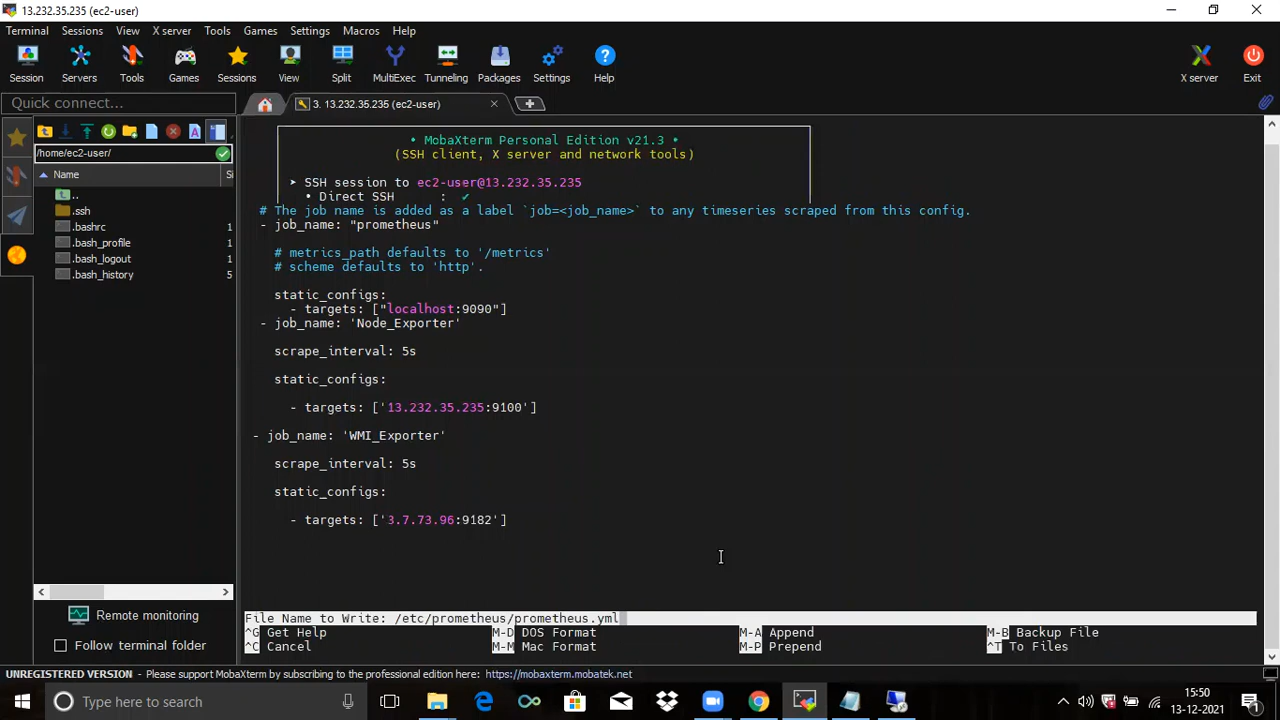 13.232.35.235 (ec2-user)
Terminal Sessions View X server Tools Games Settings Macros Help
Session Servers Tools Games Sessions View Split MultiExec Tunneling Packages Settings Help X server Exit
Quick connect...
3. 13.232.35.235 (ec2-user)
/home/ec2-user/
Name Si
..
.ssh
.bashrc 1
.bash_profile 1
.bash_logout 1
.bash_history 5
• MobaXterm Personal Edition v21.3 •
(SSH client, X server and network tools)
➤ SSH session to ec2-user@13.232.35.235
• Direct SSH : ✔
# The job name is added as a label `job=<job_name>` to any timeseries scraped from this config.
- job_name: "prometheus"
# metrics_path defaults to '/metrics'
# scheme defaults to 'http'.
static_configs:
- targets: ["localhost:9090"]
- job_name: 'Node_Exporter'
scrape_interval: 5s
static_configs:
- targets: ['13.232.35.235:9100']
- job_name: 'WMI_Exporter'
scrape_interval: 5s
static_configs:
- targets: ['3.7.73.96:9182']
File Name to Write: /etc/prometheus/prometheus.yml
^G Get Help M-D DOS Format M-A Append M-B Backup File
^C Cancel M-M Mac Format M-P Prepend ^T To Files
Remote monitoring
Follow terminal folder
UNREGISTERED VERSION - Please support MobaXterm by subscribing to the professional edition here: https://mobaxterm.mobatek.net
Type here to search
15:50
13-12-2021
1